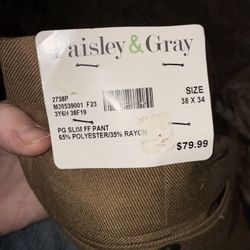 Paisley & Gray
2738P
M20539001 F23
3Y6H 38F19
SIZE
38 X 34
PG SLIM FF PANT
65% POLYESTER/35% RAYON
$79.99